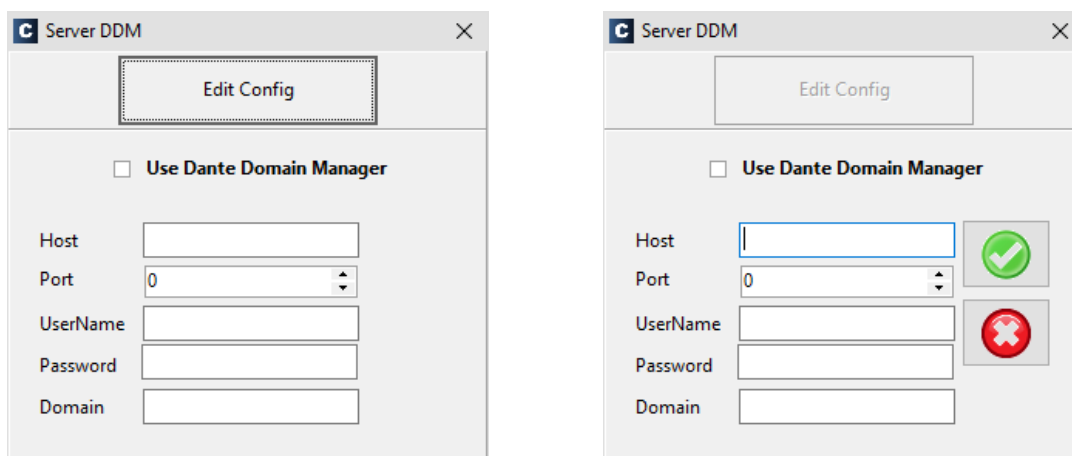 C Server DDM
Edit Config
Use Dante Domain Manager
Host
Port 0
UserName
Password
Domain
C Server DDM
Edit Config
Use Dante Domain Manager
Host
Port 0
UserName
Password
Domain